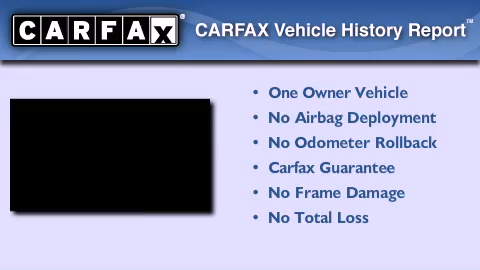 CARFAX® CARFAX Vehicle History Report™
• One Owner Vehicle
• No Airbag Deployment
• No Odometer Rollback
• Carfax Guarantee
• No Frame Damage
• No Total Loss